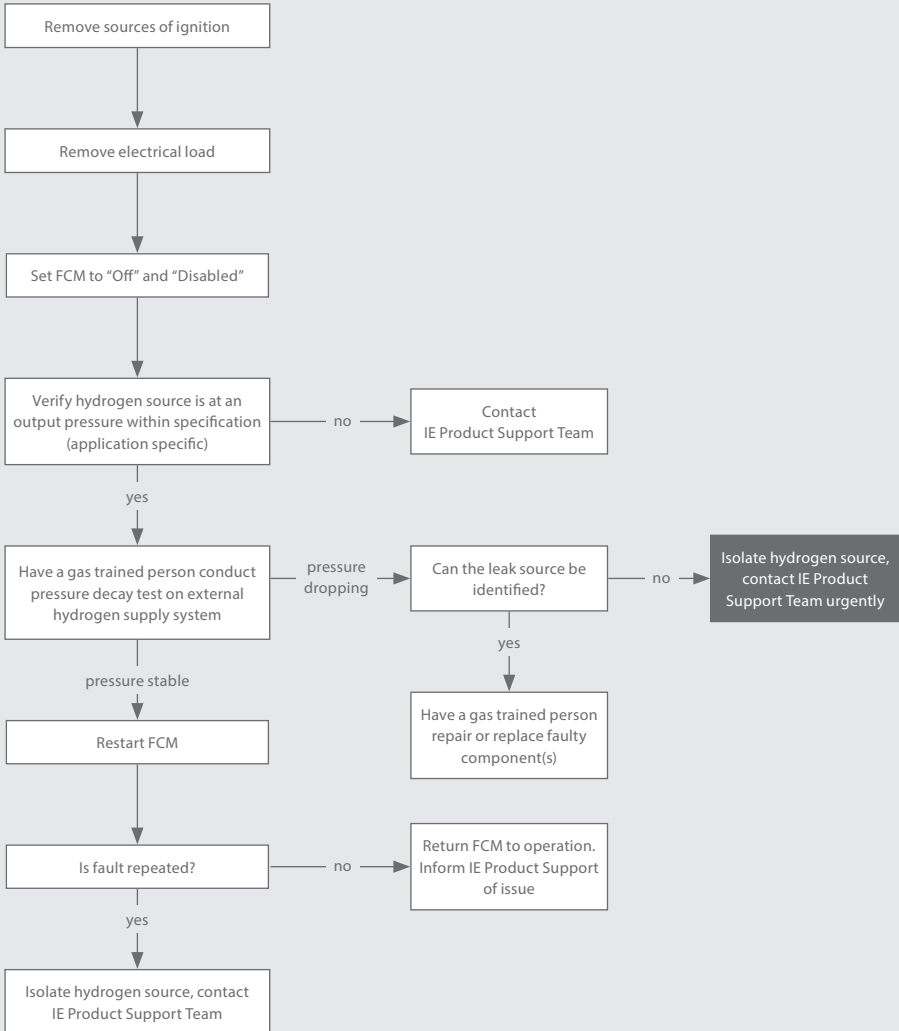 Remove sources of ignition
Remove electrical load
Set FCM to “Off” and “Disabled”
Verify hydrogen source is at an
output pressure within specification
(application specific)
no
Contact
IE Product Support Team
yes
Have a gas trained person conduct
pressure decay test on external
hydrogen supply system
pressure
dropping
Can the leak source be
identified?
no
Isolate hydrogen source,
contact IE Product
Support Team urgently
yes
Have a gas trained person
repair or replace faulty
component(s)
pressure stable
Restart FCM
Is fault repeated?
no
Return FCM to operation.
Inform IE Product Support
of issue
yes
Isolate hydrogen source, contact
IE Product Support Team